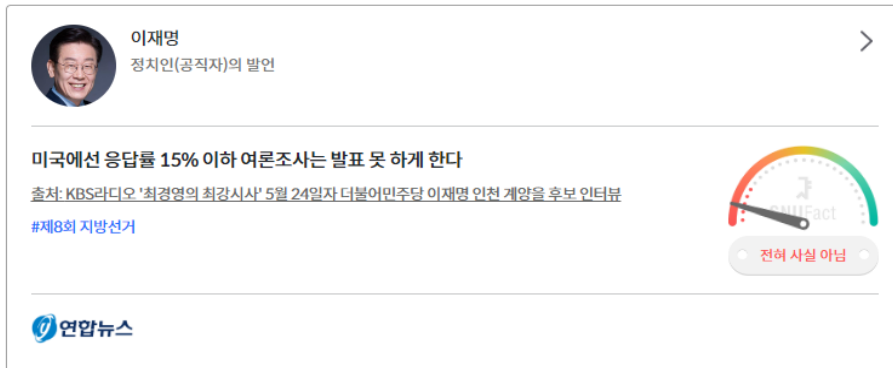 이재명
정치인(공직자)의 발언
미국에선 응답률 15% 이하 여론조사는 발표 못 하게 한다
출처: KBS라디오 '최경영의 최강시사' 5월 24일자 더불어민주당 이재명 인천 계양을 후보 인터뷰
#제8회 지방선거
SNUFact
전혀 사실 아님
연합뉴스